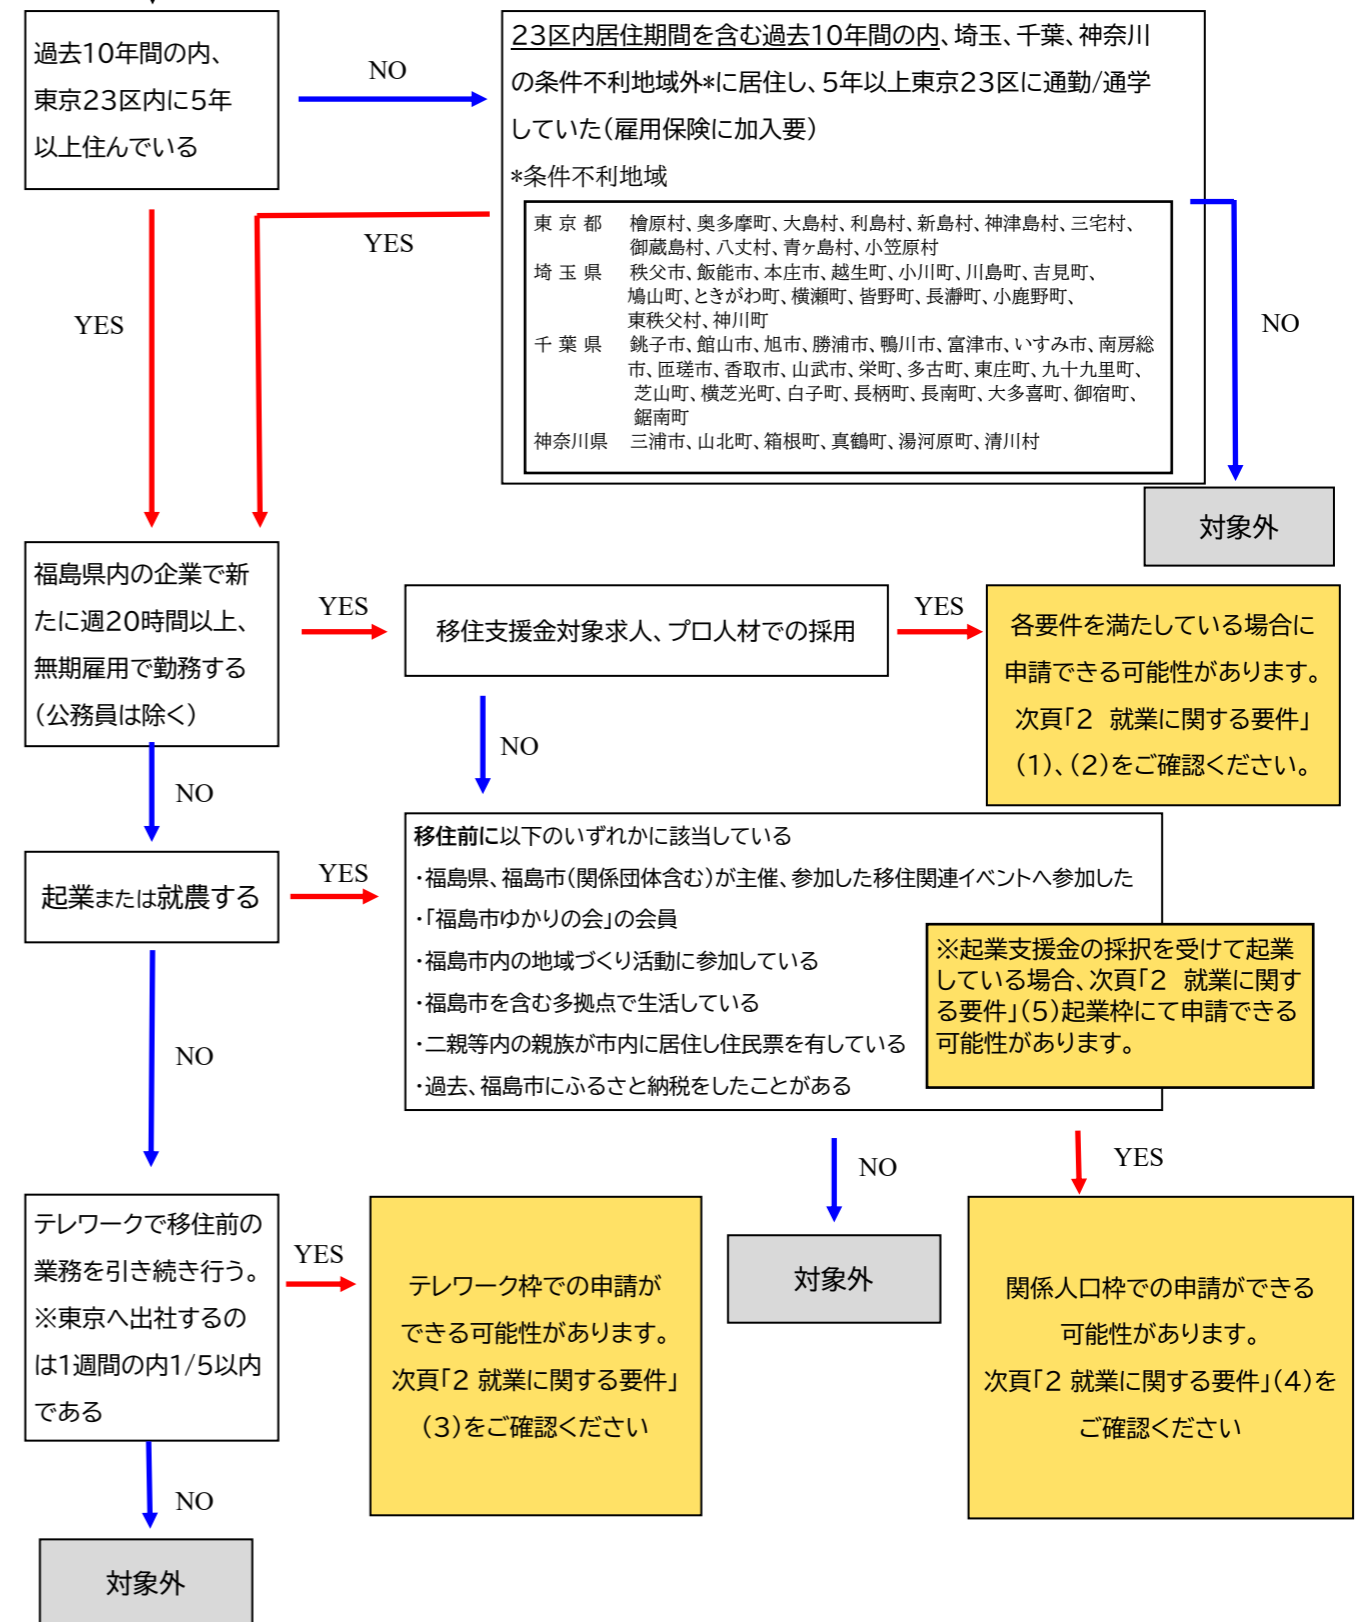 過去10年間の内、
東京23区内に5年
以上住んでいる
NO
23区内居住期間を含む過去10年間の内、埼玉、千葉、神奈川
の条件不利地域外*に居住し、5年以上東京23区に通勤/通学
していた(雇用保険に加入要)
*条件不利地域
東京都 檜原村、奥多摩町、大島村、利島村、新島村、神津島村、三宅村、
御蔵島村、八丈村、青ヶ島村、小笠原村
埼玉県 秩父市、飯能市、本庄市、越生町、小川町、川島町、吉見町、
鳩山町、ときがわ町、横瀬町、皆野町、長瀞町、小鹿野町、
東秩父村、神川町
千葉県 銚子市、館山市、旭市、勝浦市、鴨川市、富津市、いすみ市、南房総
市、匝瑳市、香取市、山武市、栄町、多古町、東庄町、九十九里町、
芝山町、横芝光町、白子町、長柄町、長南町、大多喜町、御宿町、
鋸南町
神奈川県 三浦市、山北町、箱根町、真鶴町、湯河原町、清川村
YES
YES
NO
対象外
福島県内の企業で新
たに週20時間以上、
無期雇用で勤務する
(公務員は除く)
YES
移住支援金対象求人、プロ人材での採用
YES
各要件を満たしている場合に
申請できる可能性があります。
次頁「2 就業に関する要件」
(1)、(2)をご確認ください。
NO
NO
起業または就農する
YES
移住前に以下のいずれかに該当している
・福島県、福島市(関係団体含む)が主催、参加した移住関連イベントへ参加した
・「福島市ゆかりの会」の会員
・福島市内の地域づくり活動に参加している
・福島市を含む多拠点で生活している
・二親等内の親族が市内に居住し住民票を有している
・過去、福島市にふるさと納税をしたことがある
※起業支援金の採択を受けて起業
している場合、次頁「2 就業に関す
る要件」(5)起業枠にて申請できる
可能性があります。
NO
NO
YES
テレワークで移住前の
業務を引き続き行う。
※東京へ出社するの
は1週間の内1/5以内
である
YES
テレワーク枠での申請が
できる可能性があります。
次頁「2 就業に関する要件」
(3)をご確認ください
対象外
関係人口枠での申請ができる
可能性があります。
次頁「2 就業に関する要件」(4)を
ご確認ください
NO
対象外